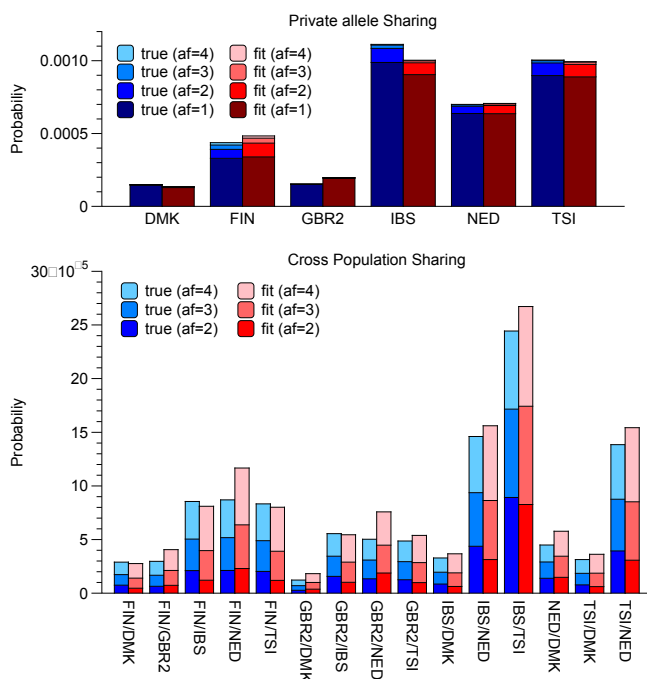 Private allele Sharing
true (af=4) fit (af=4)
true (af=3) fit (af=3)
true (af=2) fit (af=2)
true (af=1) fit (af=1)
Probabiliy
0.0010
0.0005
0
DMK FIN GBR2 IBS NED TSI
Cross Population Sharing
30□10□5
true (af=4) fit (af=4)
true (af=3) fit (af=3)
true (af=2) fit (af=2)
Probabiliy
25
20
15
10
5
0
FIN/DMK
FIN/GBR2
FIN/IBS
FIN/NED
FIN/TSI
GBR2/DMK
GBR2/IBS
GBR2/NED
GBR2/TSI
IBS/DMK
IBS/NED
IBS/TSI
NED/DMK
TSI/DMK
TSI/NED